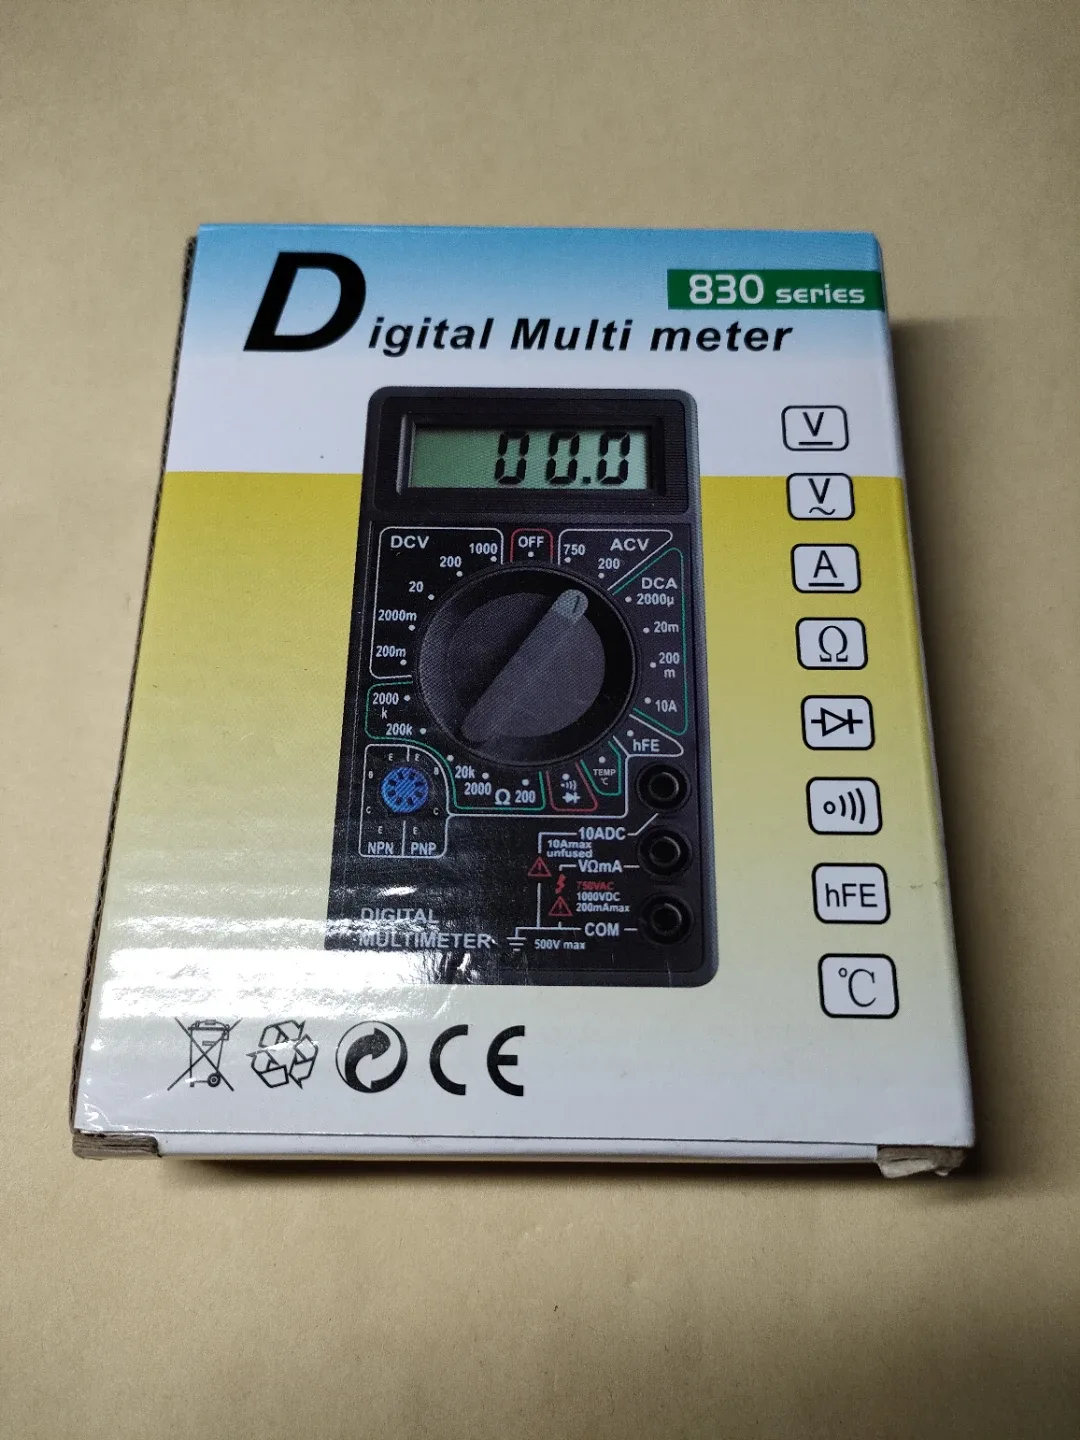 830 series
Digital Multi meter
00.0
DCV
1000
OFF
750
ACV
200
200
20
DCA
2000µ
2000m
20m
200m
200
m
2000
k
10A
200k
hFE
20k
TEMP
°C
2000
Ω
200
E
E
B
B
C
C
E
E
NPN
PNP
10ADC
10Amax
unfused
VΩmA
750VAC
1000VDC
200mAmax
DIGITAL
MULTIMETER
COM
500V max
V
V
A
Ω
hFE
°C
CE